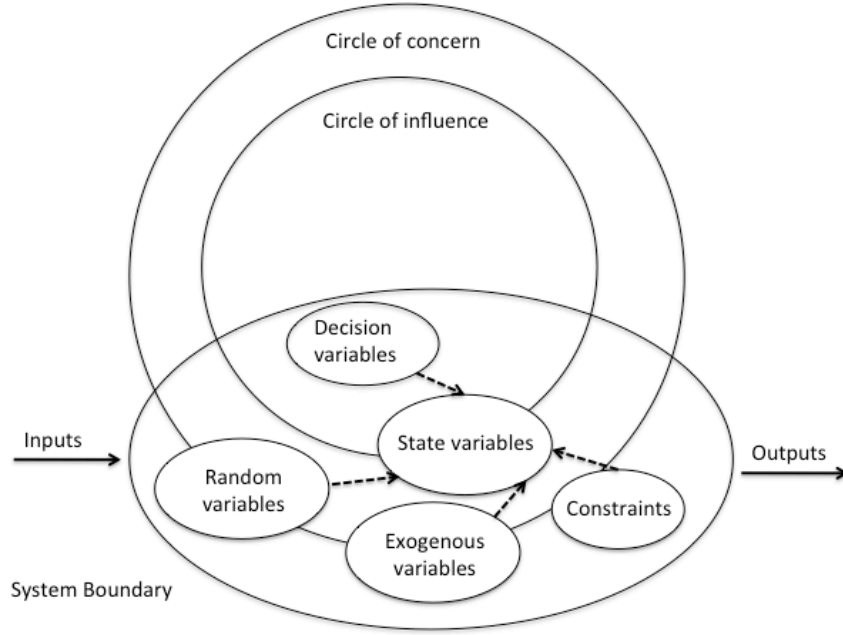 Circle of concern
Circle of influence
Decision
variables
Inputs
State variables
Outputs
Random
variables
Constraints
Exogenous
variables
System Boundary